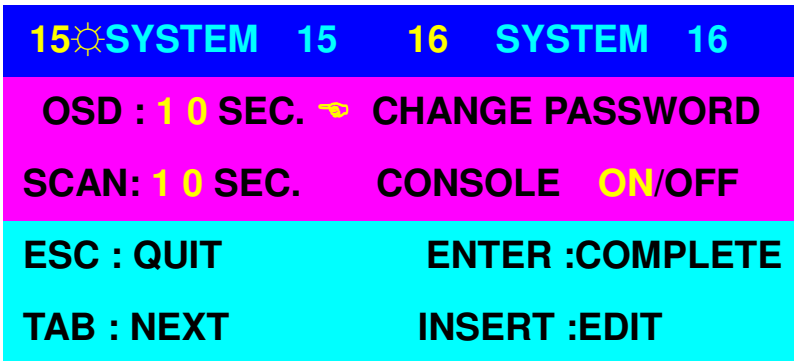 15☼SYSTEM 15 16 SYSTEM 16
OSD : 1 0 SEC. ☜ CHANGE PASSWORD
SCAN: 1 0 SEC. CONSOLE ON/OFF
ESC : QUIT ENTER :COMPLETE
TAB : NEXT INSERT :EDIT